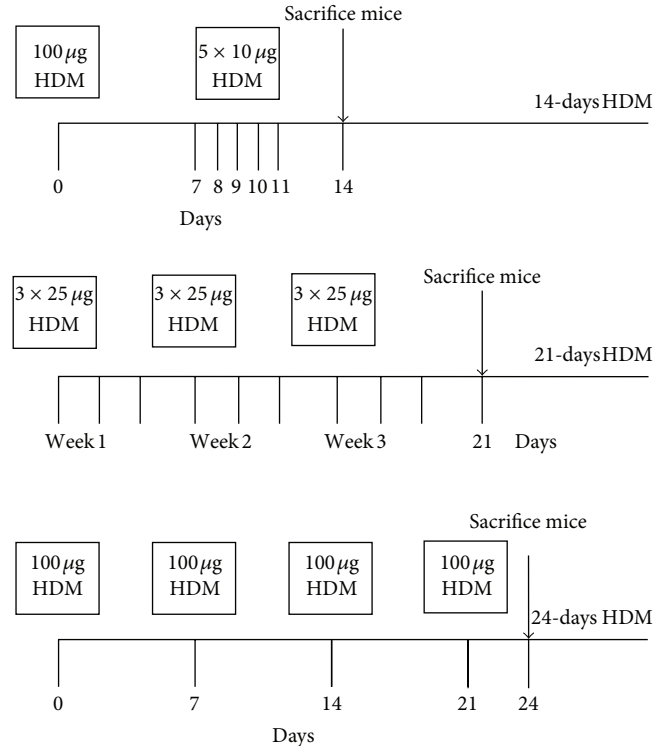 Sacrifice mice
100 μg
HDM
5 × 10 μg
HDM
14-days HDM
0 7 8 9 10 11 14
Days
Sacrifice mice
3 × 25 μg
HDM
3 × 25 μg
HDM
3 × 25 μg
HDM
21-days HDM
Week 1 Week 2 Week 3 21 Days
Sacrifice mice
100 μg
HDM
100 μg
HDM
100 μg
HDM
100 μg
HDM
24-days HDM
0 7 14 21 24
Days